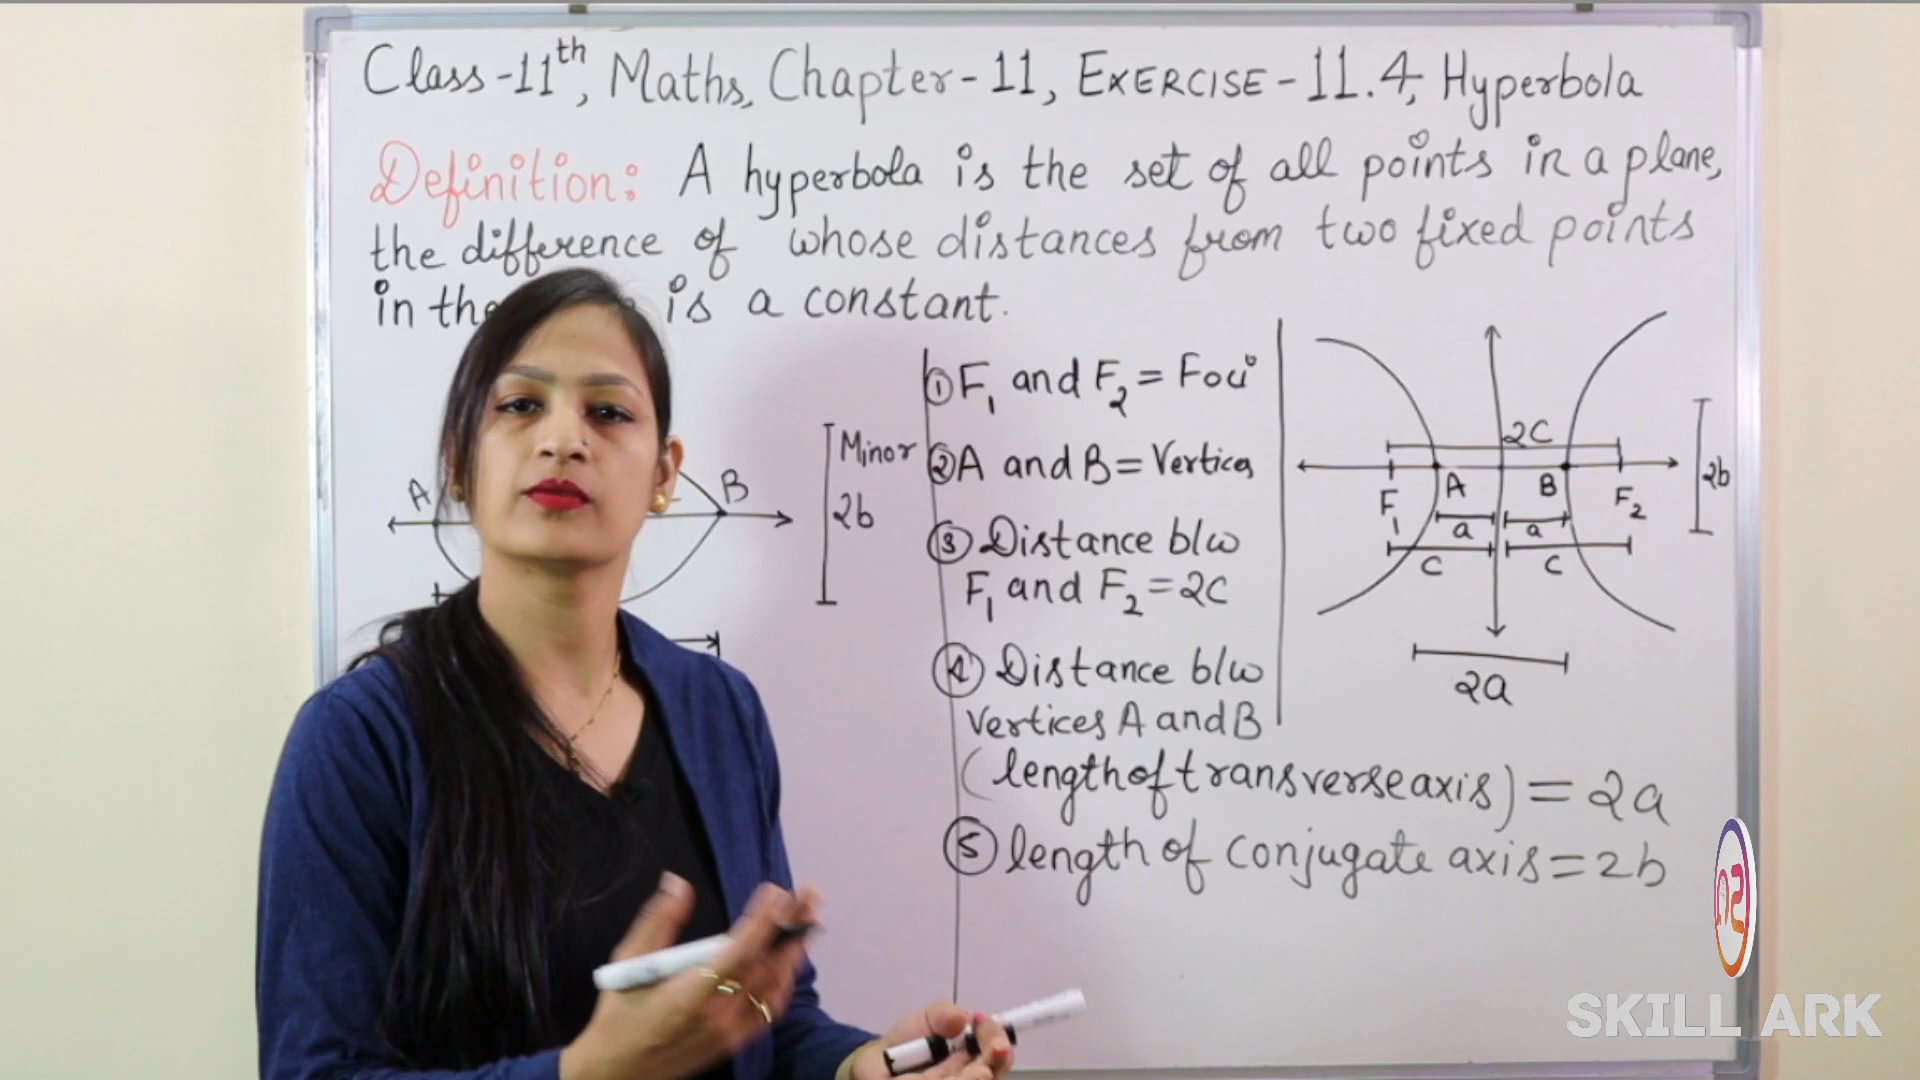 Class-11th, Maths, Chapter-11, EXERCISE-11.4, Hyperbola
Definition: A hyperbola is the set of all points in a plane,
the difference of whose distances from two fixed points
in the is a constant.
A
B
Minor
2b
① F1 and F2 = Foci
② A and B = Vertices
③ Distance b/w
F1 and F2 = 2c
④ Distance b/w
vertices A and B
(length of transverse axis) = 2a
⑤ length of conjugate axis = 2b
2C
F1 A B F2
a a
C C
2b
2a
SKILL ARK